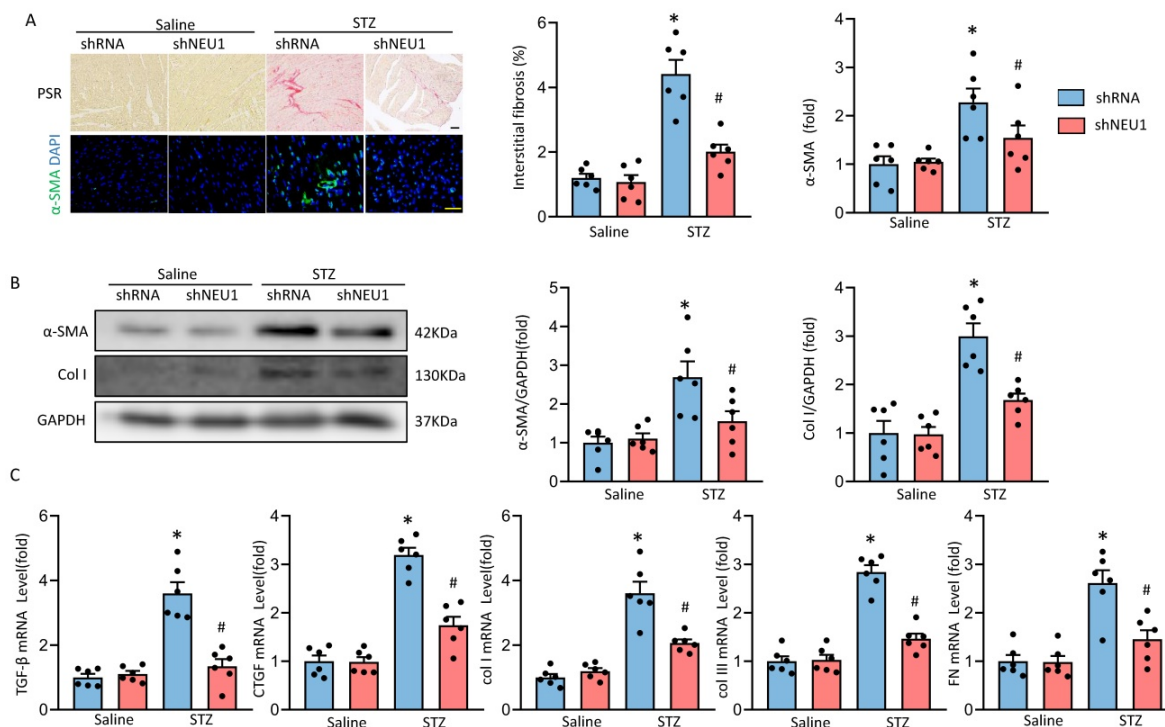 A
Saline
STZ
shRNA
shNEU1
shRNA
shNEU1
PSR
α-SMA DAPI
Interstitial fibrosis (%)
6
4
2
0
*
#
Saline
STZ
α-SMA (fold)
4
3
2
1
0
*
#
Saline
STZ
shRNA
shNEU1
B
Saline
STZ
shRNA
shNEU1
shRNA
shNEU1
α-SMA
42KDa
Col I
130KDa
GAPDH
37KDa
α-SMA/GAPDH(fold)
5
4
3
2
1
0
*
#
Saline
STZ
Col I/GAPDH (fold)
5
4
3
2
1
0
*
#
Saline
STZ
C
TGF-β mRNA Level(fold)
6
4
2
0
*
#
Saline
STZ
CTGF mRNA Level(fold)
4
3
2
1
0
*
#
Saline
STZ
col I mRNA Level(fold)
6
4
2
0
*
#
Saline
STZ
col III mRNA Level (fold)
4
3
2
1
0
*
#
Saline
STZ
FN mRNA Level (fold)
4
3
2
1
0
*
#
Saline
STZ